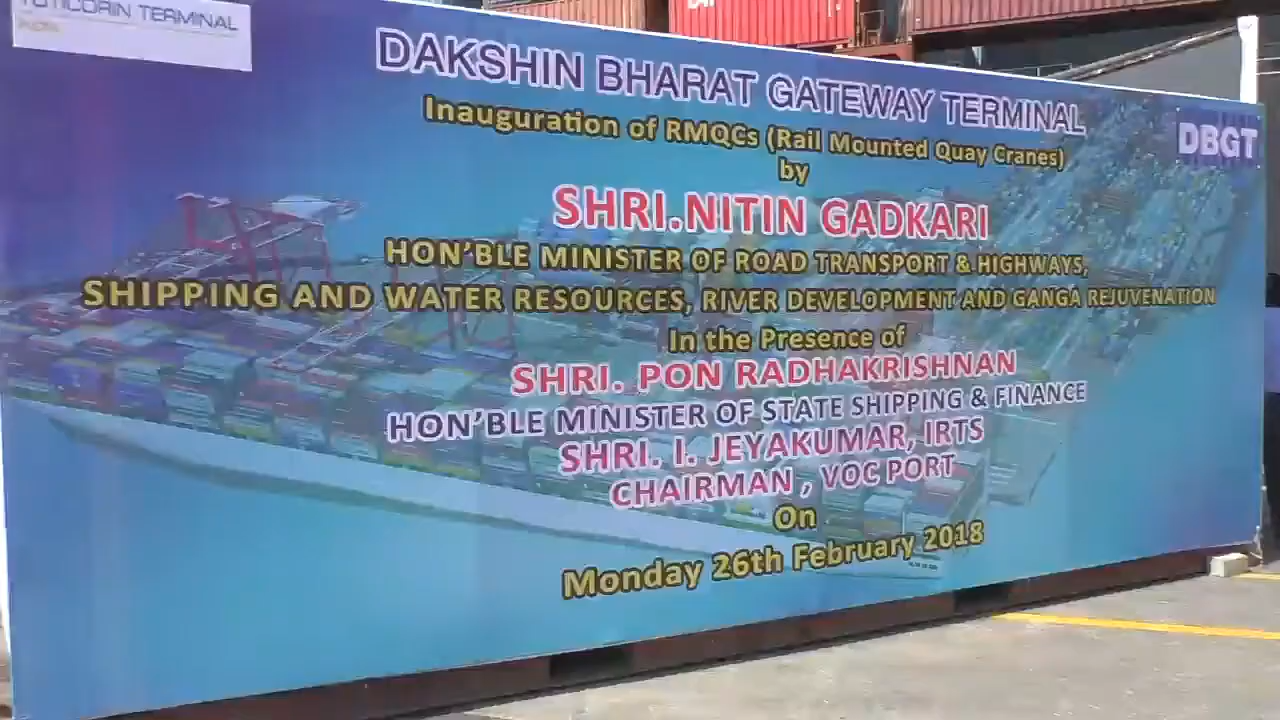 TUTICORIN TERMINAL
DAKSHIN BHARAT GATEWAY TERMINAL
DBGT
Inauguration of RMQCs (Rail Mounted Quay Cranes)
by
SHRI.NITIN GADKARI
HON'BLE MINISTER OF ROAD TRANSPORT & HIGHWAYS,
SHIPPING AND WATER RESOURCES, RIVER DEVELOPMENT AND GANGA REJUVENATION
In the Presence of
SHRI. PON RADHAKRISHNAN
HON'BLE MINISTER OF STATE SHIPPING & FINANCE
SHRI. I. JEYAKUMAR, IRTS
CHAIRMAN , VOC PORT
On
Monday 26th February 2018